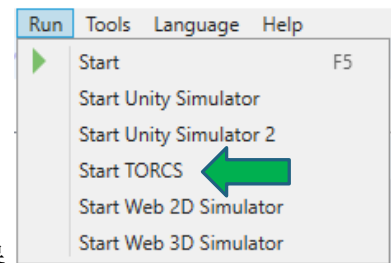 Run Tools Language Help
Start F5
Start Unity Simulator
Start Unity Simulator 2
Start TORCS
Start Web 2D Simulator
Start Web 3D Simulator